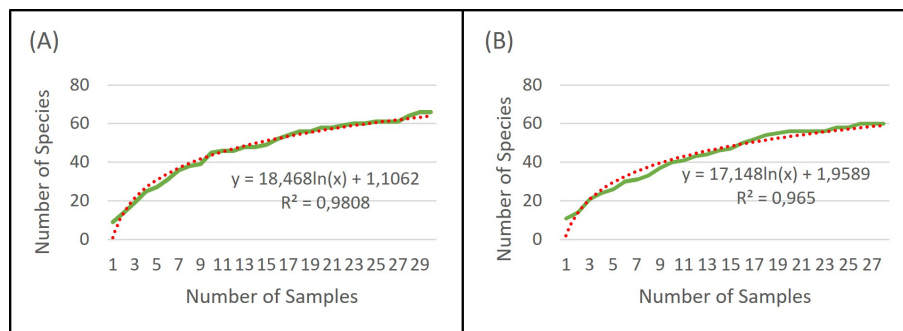 (A)
Number of Species
80
60
40
20
0
y = 18,468ln(x) + 1,1062
R² = 0,9808
1 3 5 7 9 11 13 15 17 19 21 23 25 27 29
Number of Samples
(B)
Number of Species
80
60
40
20
0
y = 17,148ln(x) + 1,9589
R² = 0,965
1 3 5 7 9 11 13 15 17 19 21 23 25 27
Number of Samples